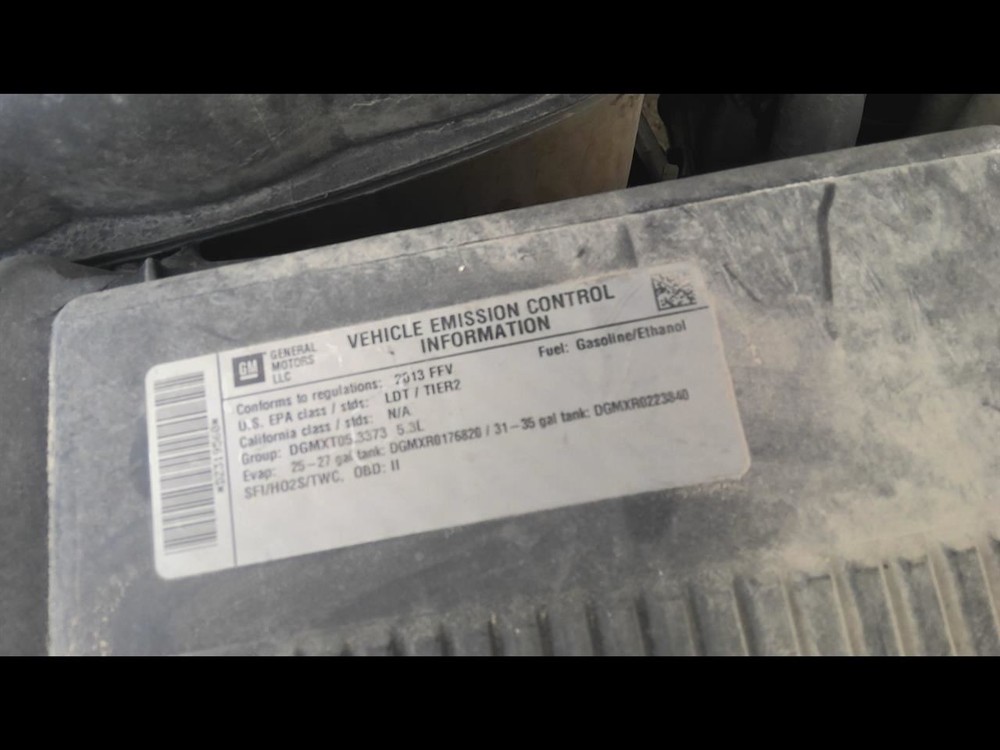 GM GENERAL MOTORS LLC
VEHICLE EMISSION CONTROL
INFORMATION
Fuel: Gasoline/Ethanol
Conforms to regulations: 2013 FFV
U.S. EPA class / stds: LDT / TIER2
California class / stds: N/A
Group: DGMXT05.3373 5.3L
Evap: 25-27 gal tank: DGMXR0176820 / 31-35 gal tank: DGMXR0223840
SFI/HO2S/TWC, OBD: II